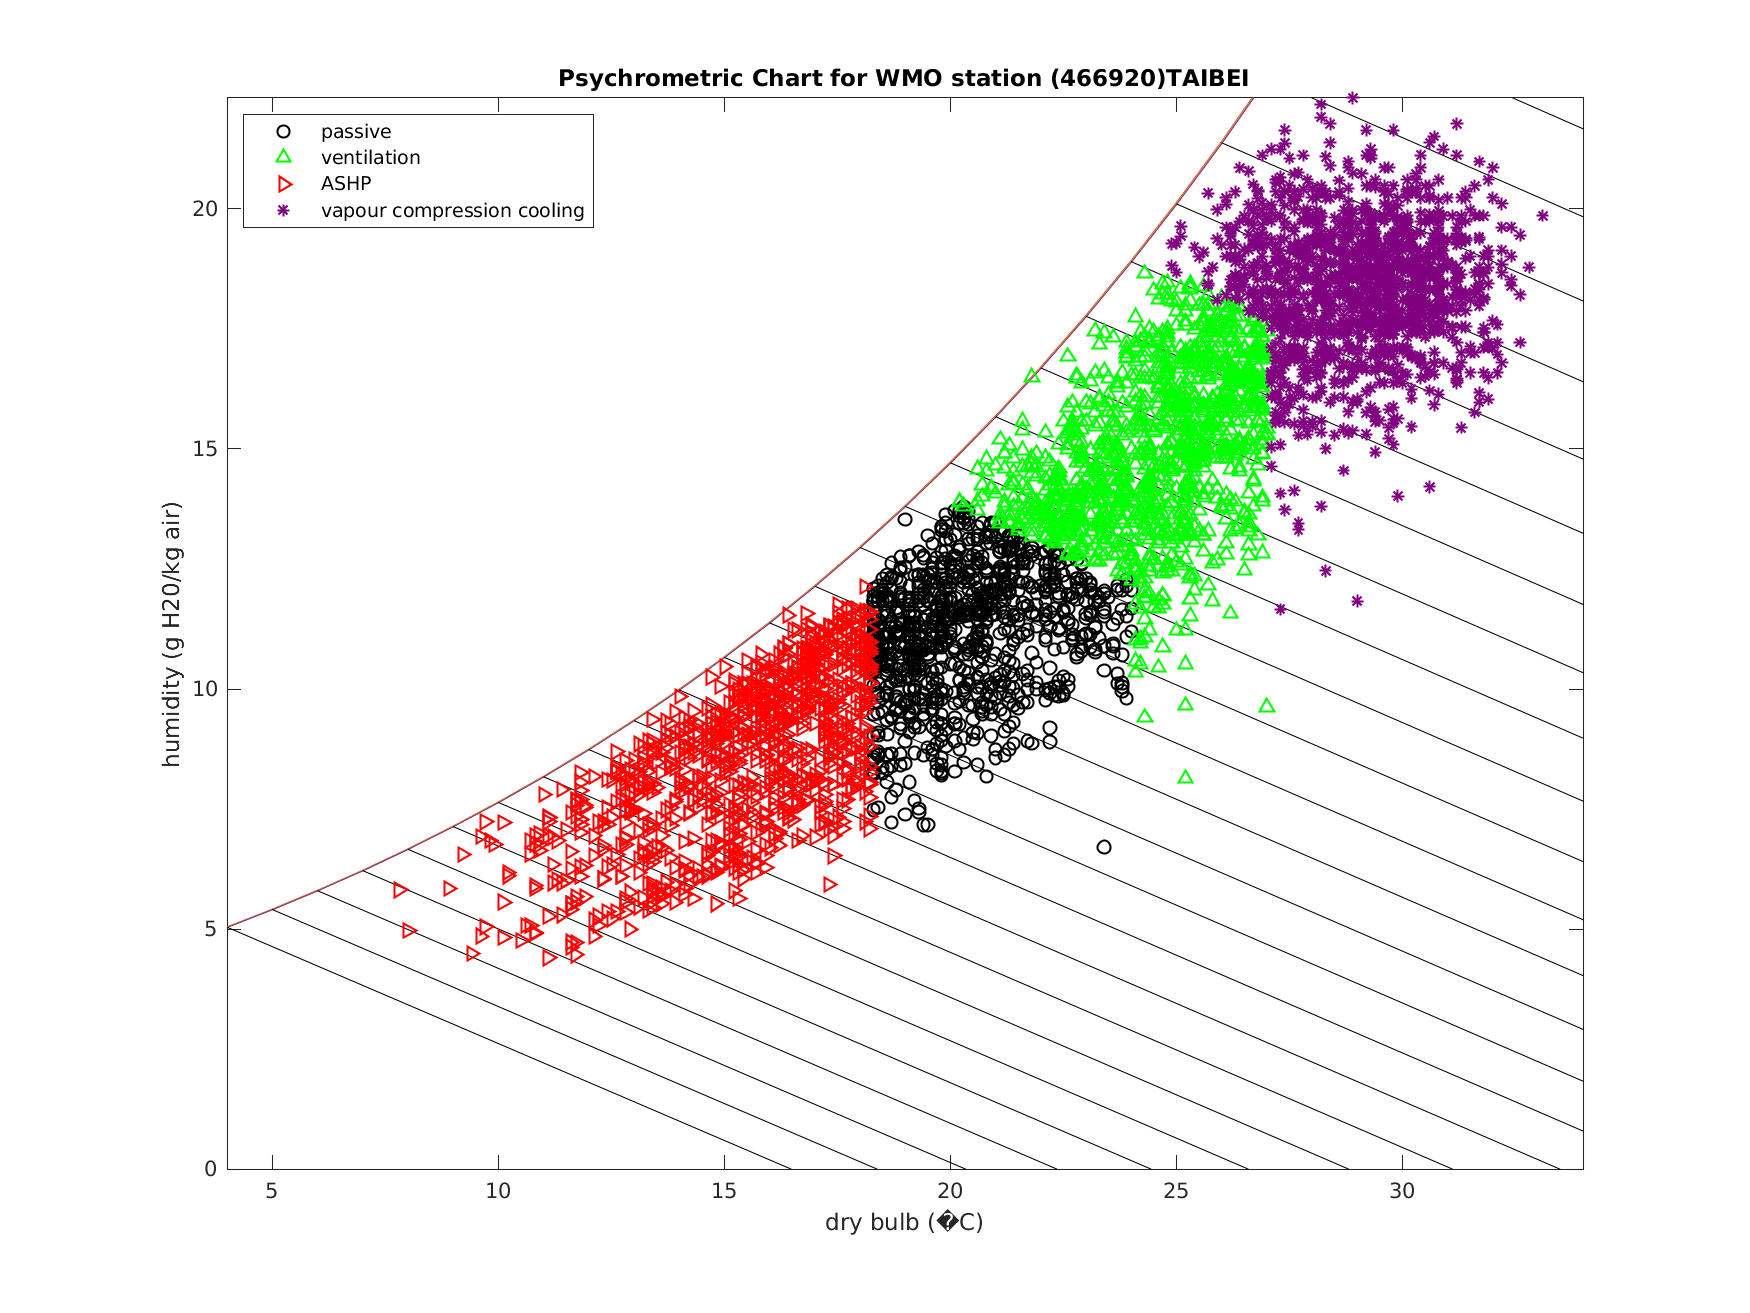 Psychrometric Chart for WMO station (466920)TAIBEI
passive
ventilation
ASHP
vapour compression cooling
humidity (g H20/kg air)
20
15
10
5
0
5 10 15 20 25 30
dry bulb (�C)